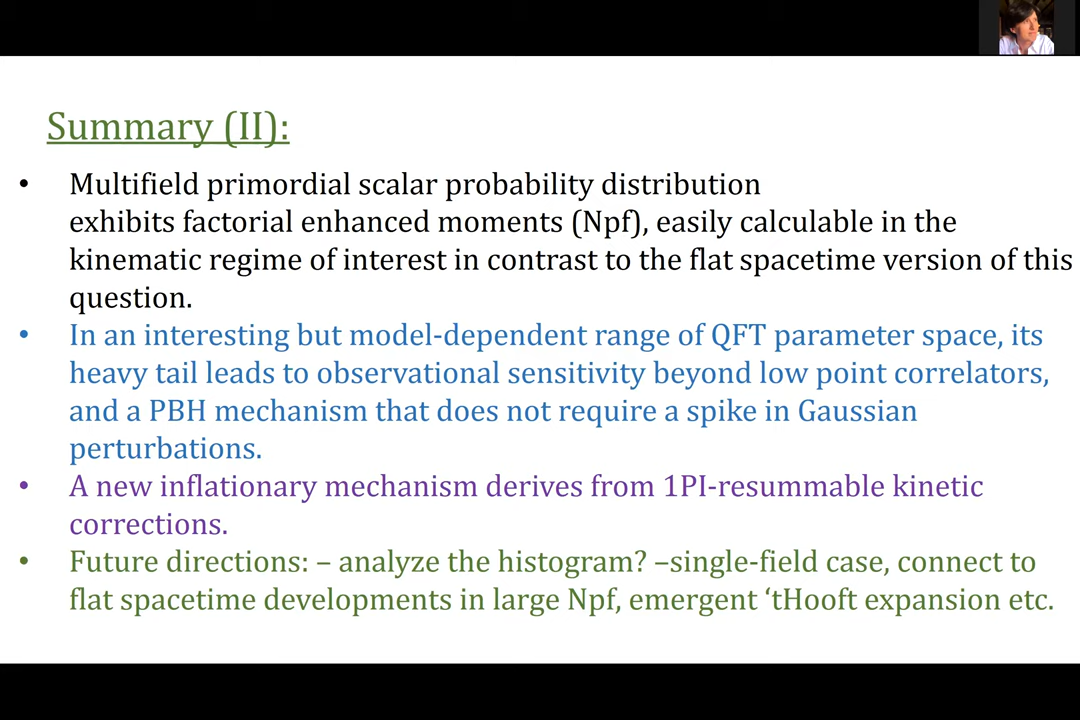 Summary (II):
• Multifield primordial scalar probability distribution
exhibits factorial enhanced moments (Npf), easily calculable in the
kinematic regime of interest in contrast to the flat spacetime version of this
question.
• In an interesting but model-dependent range of QFT parameter space, its
heavy tail leads to observational sensitivity beyond low point correlators,
and a PBH mechanism that does not require a spike in Gaussian
perturbations.
• A new inflationary mechanism derives from 1PI-resummable kinetic
corrections.
• Future directions: – analyze the histogram? –single-field case, connect to
flat spacetime developments in large Npf, emergent ‘tHooft expansion etc.